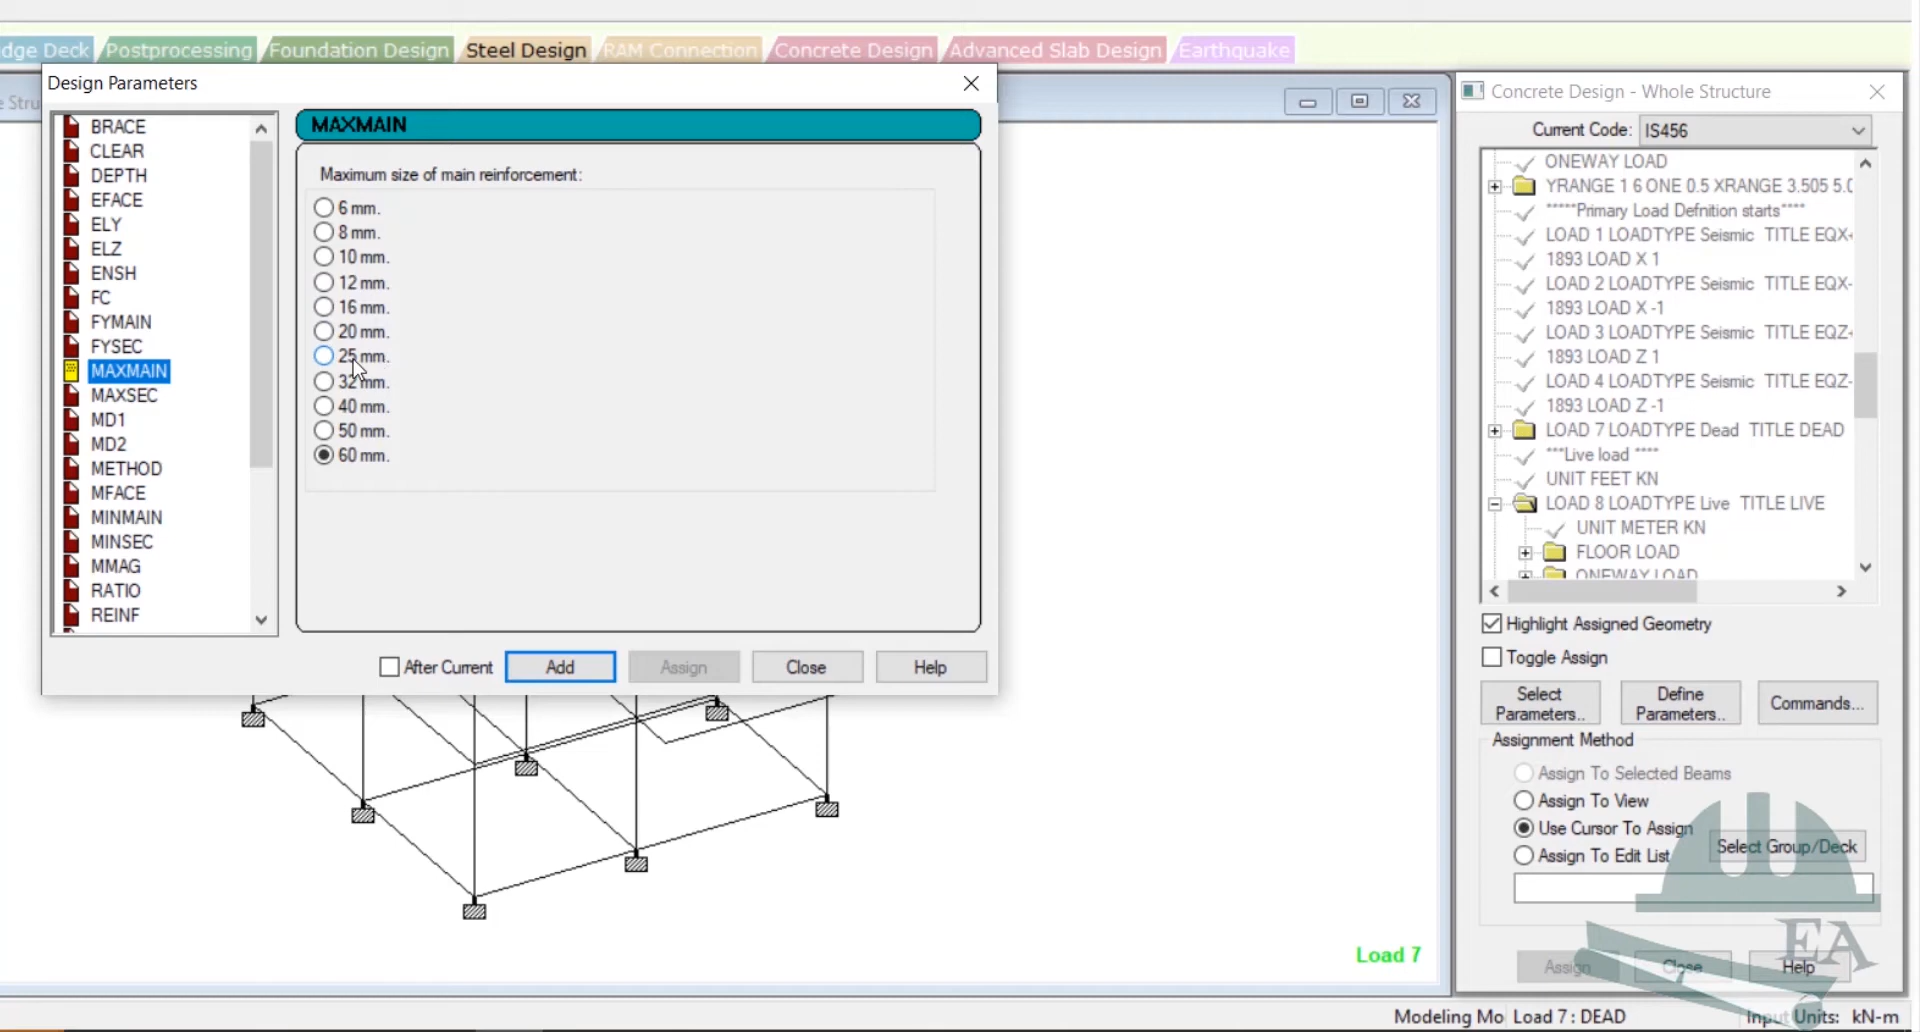 dge Deck
Postprocessing
Foundation Design
Steel Design
RAM Connection
Concrete Design
Advanced Slab Design
Earthquake
e Stru
Design Parameters
BRACE
CLEAR
DEPTH
EFACE
ELY
ELZ
ENSH
FC
FYMAIN
FYSEC
MAXMAIN
MAXSEC
MD1
MD2
METHOD
MFACE
MINMAIN
MINSEC
MMAG
RATIO
REINF
MAXMAIN
Maximum size of main reinforcement:
6 mm.
8 mm.
10 mm.
12 mm.
16 mm.
20 mm.
25 mm.
32 mm.
40 mm.
50 mm.
60 mm.
After Current
Add
Assign
Close
Help
Load 7
Concrete Design - Whole Structure
Current Code: IS456
ONEWAY LOAD
YRANGE 1 6 ONE 0.5 XRANGE 3.505 5.0
*****Primary Load Defnition starts****
LOAD 1 LOADTYPE Seismic TITLE EQX+
1893 LOAD X 1
LOAD 2 LOADTYPE Seismic TITLE EQX-
1893 LOAD X -1
LOAD 3 LOADTYPE Seismic TITLE EQZ+
1893 LOAD Z 1
LOAD 4 LOADTYPE Seismic TITLE EQZ-
1893 LOAD Z -1
LOAD 7 LOADTYPE Dead TITLE DEAD
***Live load ****
UNIT FEET KN
LOAD 8 LOADTYPE Live TITLE LIVE
UNIT METER KN
FLOOR LOAD
ONEWAY LOAD
Highlight Assigned Geometry
Toggle Assign
Select Parameters..
Define Parameters..
Commands...
Assignment Method
Assign To Selected Beams
Assign To View
Use Cursor To Assign
Assign To Edit List
Select Group/Deck
EA
Assign
Close
Help
Modeling Mo
Load 7 : DEAD
Input Units: kN-m